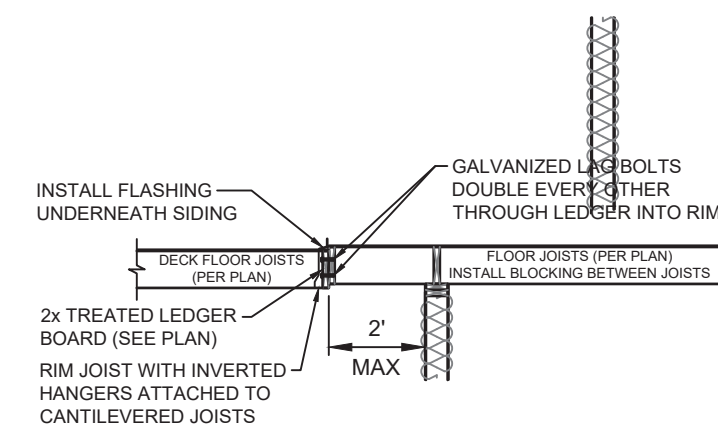 GALVANIZED LAG BOLTS
DOUBLE EVERY OTHER
THROUGH LEDGER INTO RIM
INSTALL FLASHING
UNDERNEATH SIDING
DECK FLOOR JOISTS
(PER PLAN)
FLOOR JOISTS (PER PLAN)
INSTALL BLOCKING BETWEEN JOISTS
2x TREATED LEDGER
BOARD (SEE PLAN)
2'
MAX
RIM JOIST WITH INVERTED
HANGERS ATTACHED TO
CANTILEVERED JOISTS